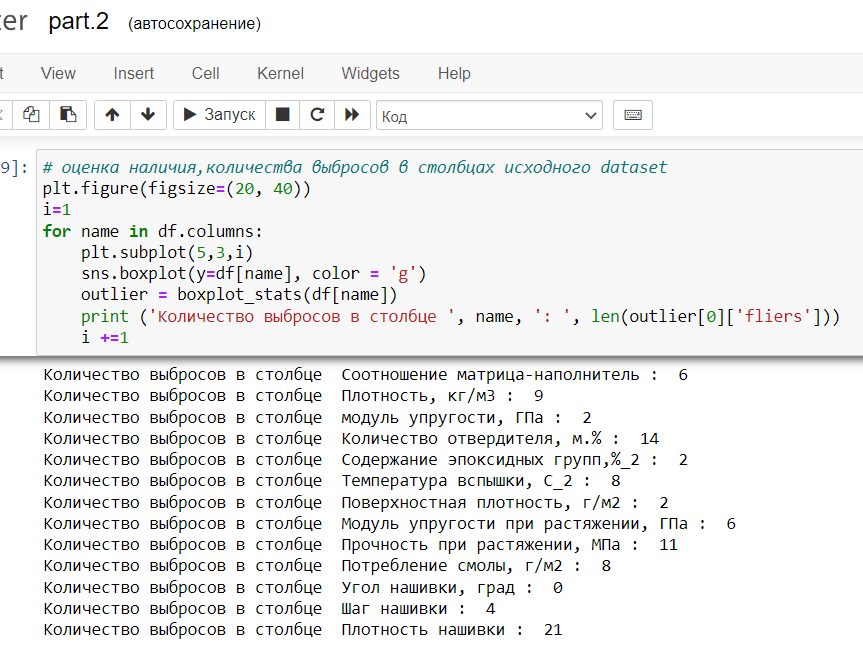 ter part.2 (автосохранение)
t View Insert Cell Kernel Widgets Help
Запуск Код
9]: # оценка наличия,количества выбросов в столбцах исходного dataset
plt.figure(figsize=(20, 40))
i=1
for name in df.columns:
    plt.subplot(5,3,i)
    sns.boxplot(y=df[name], color = 'g')
    outlier = boxplot_stats(df[name])
    print ('Количество выбросов в столбце ', name, ': ', len(outlier[0]['fliers']))
    i +=1
Количество выбросов в столбце  Соотношение матрица-наполнитель :  6
Количество выбросов в столбце  Плотность, кг/м3 :  9
Количество выбросов в столбце  модуль упругости, ГПа :  2
Количество выбросов в столбце  Количество отвердителя, м.% :  14
Количество выбросов в столбце  Содержание эпоксидных групп,%_2 :  2
Количество выбросов в столбце  Температура вспышки, С_2 :  8
Количество выбросов в столбце  Поверхностная плотность, г/м2 :  2
Количество выбросов в столбце  Модуль упругости при растяжении, ГПа :  6
Количество выбросов в столбце  Прочность при растяжении, МПа :  11
Количество выбросов в столбце  Потребление смолы, г/м2 :  8
Количество выбросов в столбце  Угол нашивки, град :  0
Количество выбросов в столбце  Шаг нашивки :  4
Количество выбросов в столбце  Плотность нашивки :  21